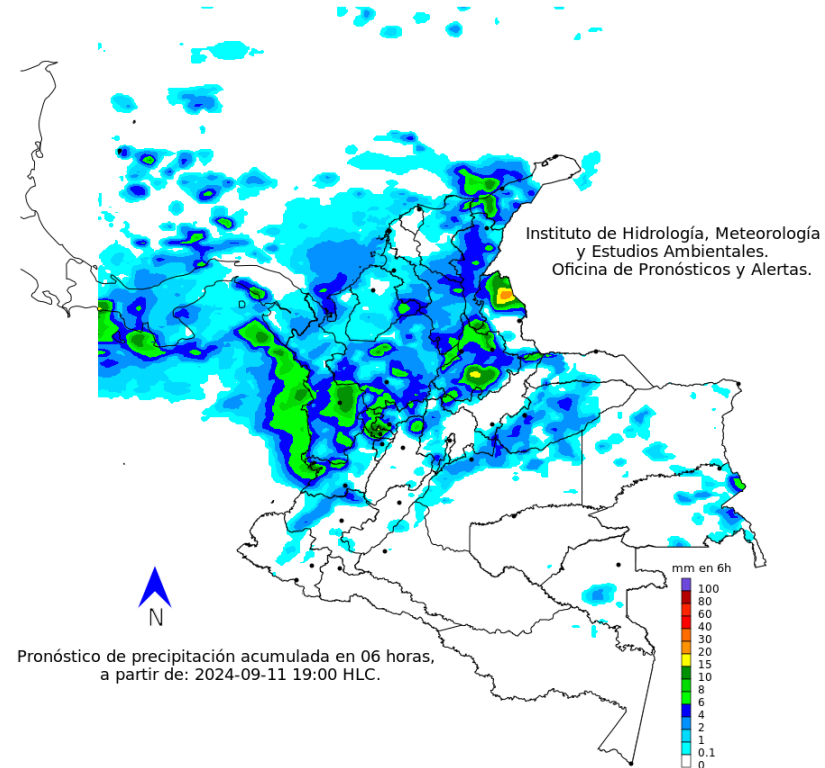 Instituto de Hidrología, Meteorología
y Estudios Ambientales.
Oficina de Pronósticos y Alertas.
N
mm en 6h
100
80
60
40
30
20
15
10
8
6
4
2
1
0.1
0
Pronóstico de precipitación acumulada en 06 horas,
a partir de: 2024-09-11 19:00 HLC.